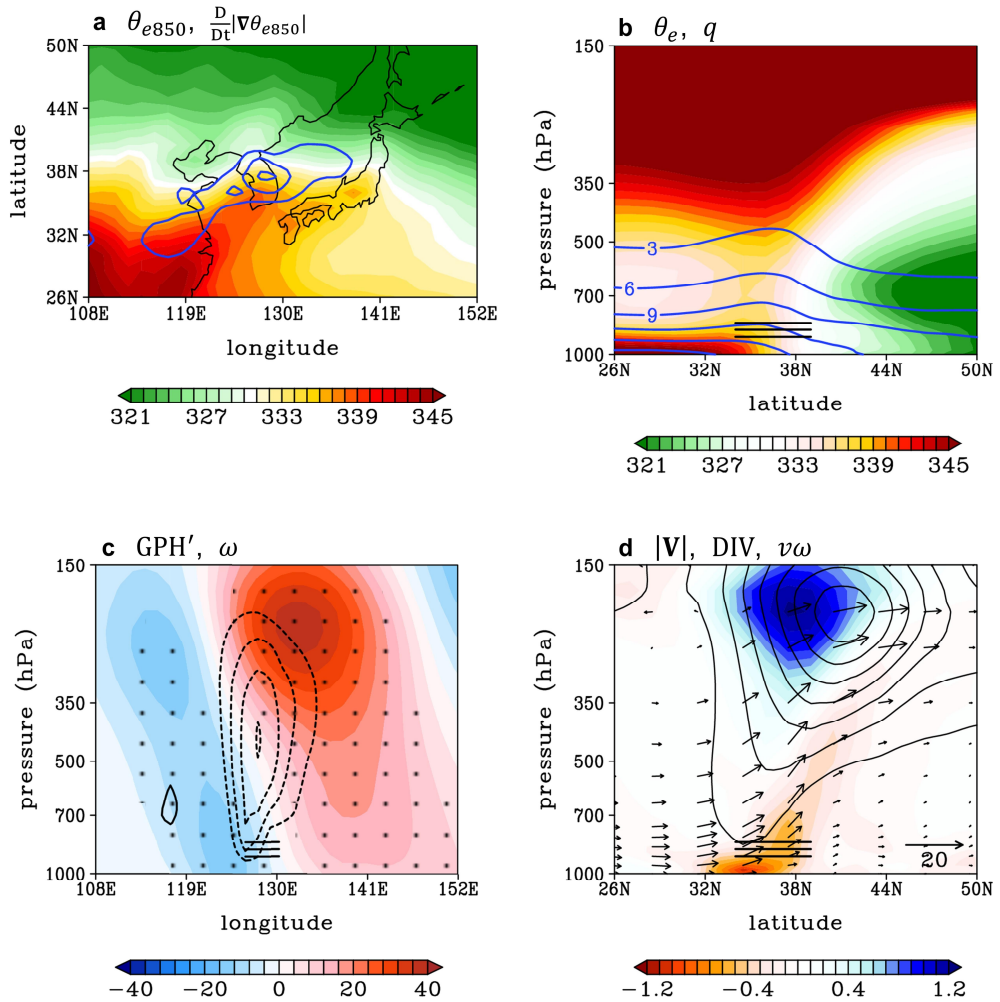 a θe850, D/Dt|∇θe850|
50N
44N
38N
32N
26N
latitude
108E 119E 130E 141E 152E
longitude
321 327 333 339 345
b θe, q
150
350
500
700
1000
pressure (hPa)
3
6
9
26N 32N 38N 44N 50N
latitude
321 327 333 339 345
c GPH′, ω
150
350
500
700
1000
pressure (hPa)
108E 119E 130E 141E 152E
longitude
−40 −20 0 20 40
d |V|, DIV, vω
150
350
500
700
1000
pressure (hPa)
20
26N 32N 38N 44N 50N
latitude
−1.2 −0.4 0.4 1.2